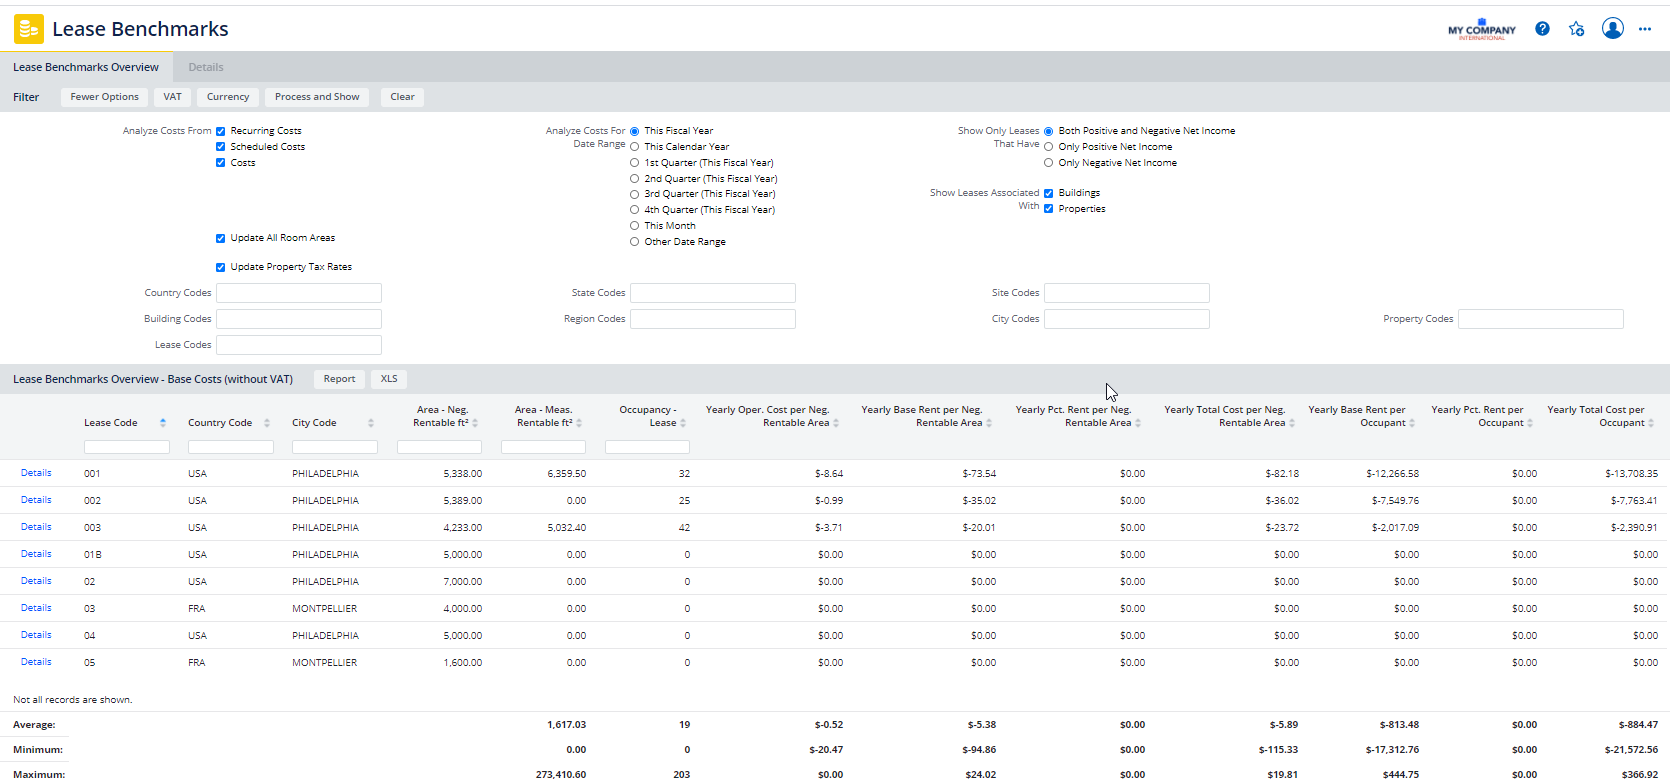 Lease Benchmarks
MY COMPANY
INTERNATIONAL
Lease Benchmarks Overview Details
Filter Fewer Options VAT Currency Process and Show Clear
Analyze Costs From Recurring Costs Analyze Costs For This Fiscal Year Show Only Leases Both Positive and Negative Net Income
Scheduled Costs Date Range This Calendar Year That Have Only Positive Net Income
Costs 1st Quarter (This Fiscal Year) Only Negative Net Income
2nd Quarter (This Fiscal Year)
3rd Quarter (This Fiscal Year) Show Leases Associated Buildings
4th Quarter (This Fiscal Year) With Properties
This Month
Update All Room Areas Other Date Range
Update Property Tax Rates
Country Codes State Codes Site Codes
Building Codes Region Codes City Codes Property Codes
Lease Codes
Lease Benchmarks Overview - Base Costs (without VAT) Report XLS
Area - Neg. Area - Meas. Occupancy - Yearly Oper. Cost per Neg. Yearly Base Rent per Neg. Yearly Pct. Rent per Neg. Yearly Total Cost per Neg. Yearly Base Rent per Yearly Pct. Rent per Yearly Total Cost per
Lease Code Country Code City Code Rentable ft² Rentable ft² Lease Rentable Area Rentable Area Rentable Area Rentable Area Occupant Occupant Occupant
Details 001 USA PHILADELPHIA 5,338.00 6,359.50 32 $-8.64 $-73.54 $0.00 $-82.18 $-12,266.58 $0.00 $-13,708.35
Details 002 USA PHILADELPHIA 5,389.00 0.00 25 $-0.99 $-35.02 $0.00 $-36.02 $-7,549.76 $0.00 $-7,763.41
Details 003 USA PHILADELPHIA 4,233.00 5,032.40 42 $-3.71 $-20.01 $0.00 $-23.72 $-2,017.09 $0.00 $-2,390.91
Details 01B USA PHILADELPHIA 5,000.00 0.00 0 $0.00 $0.00 $0.00 $0.00 $0.00 $0.00 $0.00
Details 02 USA PHILADELPHIA 7,000.00 0.00 0 $0.00 $0.00 $0.00 $0.00 $0.00 $0.00 $0.00
Details 03 FRA MONTPELLIER 4,000.00 0.00 0 $0.00 $0.00 $0.00 $0.00 $0.00 $0.00 $0.00
Details 04 USA PHILADELPHIA 5,000.00 0.00 0 $0.00 $0.00 $0.00 $0.00 $0.00 $0.00 $0.00
Details 05 FRA MONTPELLIER 1,600.00 0.00 0 $0.00 $0.00 $0.00 $0.00 $0.00 $0.00 $0.00
Not all records are shown.
Average: 1,617.03 19 $-0.52 $-5.38 $0.00 $-5.89 $-813.48 $0.00 $-884.47
Minimum: 0.00 0 $-20.47 $-94.86 $0.00 $-115.33 $-17,312.76 $0.00 $-21,572.56
Maximum: 273,410.60 203 $0.00 $24.02 $0.00 $19.81 $444.75 $0.00 $366.92